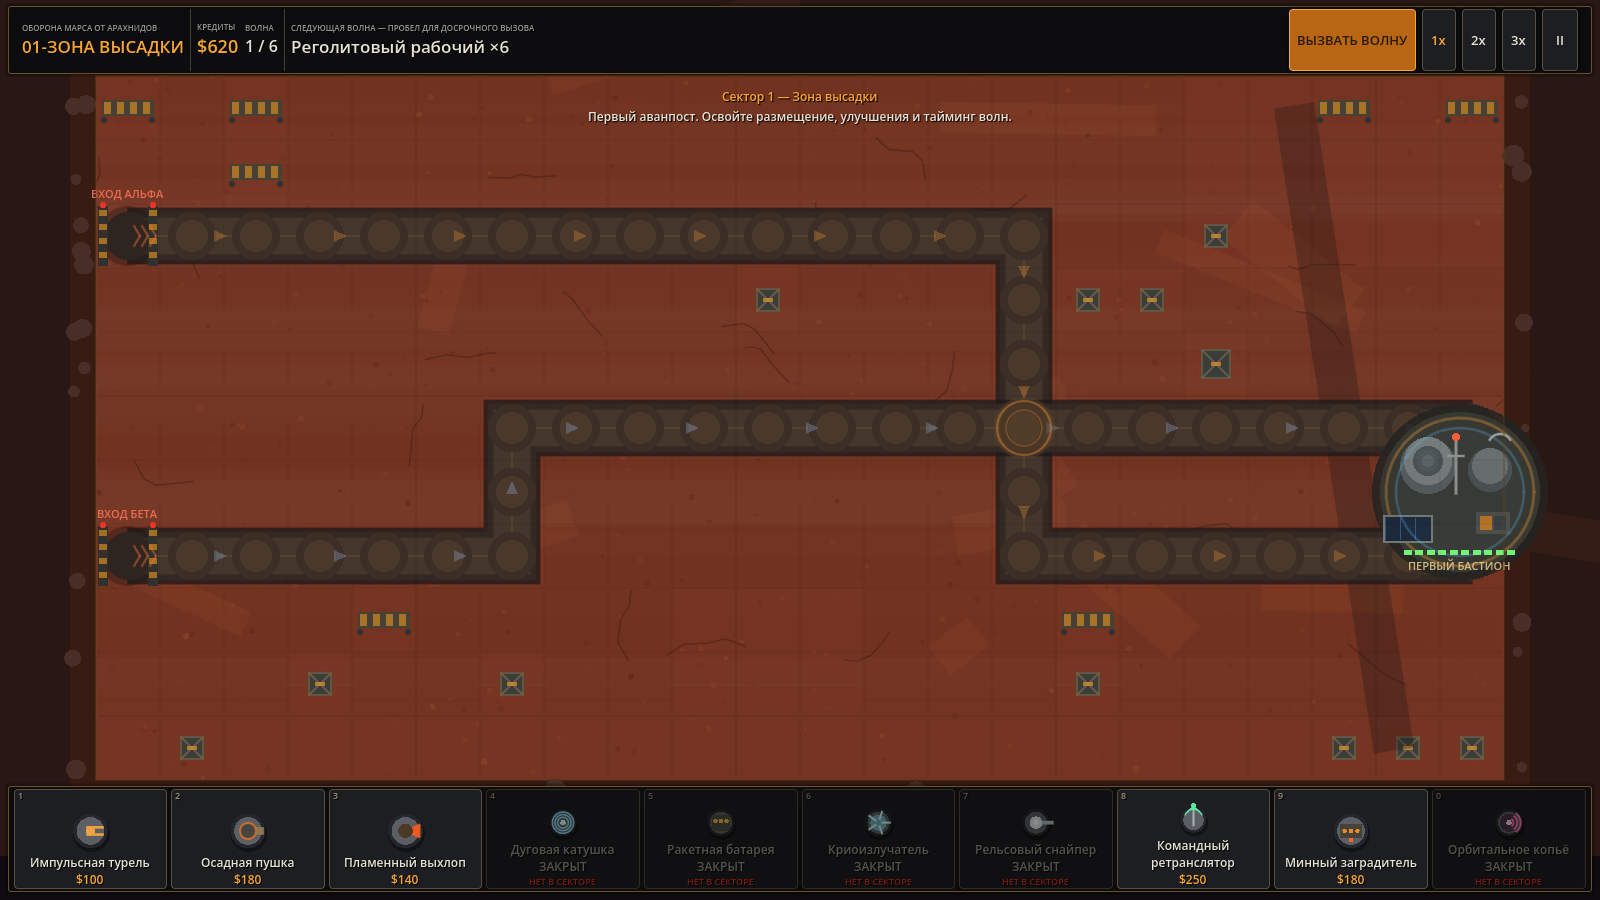 ОБОРОНА МАРСА ОТ АРАХНИДОВ
01-ЗОНА ВЫСАДКИ
КРЕДИТЫ
$620
ВОЛНА
1 / 6
СЛЕДУЮЩАЯ ВОЛНА — ПРОБЕЛ ДЛЯ ДОСРОЧНОГО ВЫЗОВА
Реголитовый рабочий ×6
ВЫЗВАТЬ ВОЛНУ
1x
2x
3x
II
Сектор 1 — Зона высадки
Первый аванпост. Освойте размещение, улучшения и тайминг волн.
ВХОД АЛЬФА
ВХОД БЕТА
ПЕРВЫЙ БАСТИОН
1
Импульсная турель
$100
2
Осадная пушка
$180
3
Пламенный выхлоп
$140
4
Дуговая катушка
ЗАКРЫТ
НЕТ В СЕКТОРЕ
5
Ракетная батарея
ЗАКРЫТ
НЕТ В СЕКТОРЕ
6
Криоизлучатель
ЗАКРЫТ
НЕТ В СЕКТОРЕ
7
Рельсовый снайпер
ЗАКРЫТ
НЕТ В СЕКТОРЕ
8
Командный
ретранслятор
$250
9
Минный заградитель
$180
0
Орбитальное копьё
ЗАКРЫТ
НЕТ В СЕКТОРЕ